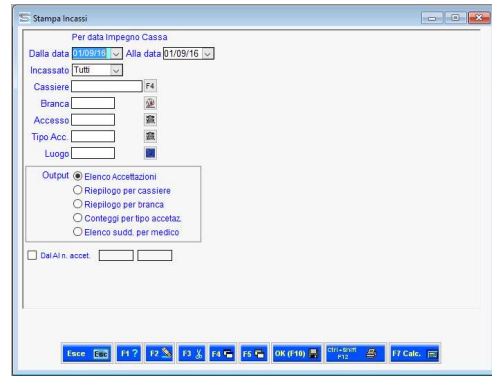 Stampa Incassi
Per data Impegno Cassa
Dalla data 01/09/16 Alla data 01/09/16
Incassato Tutti
Cassiere F4
Branca
Accesso
Tipo Acc.
Luogo
Output Elenco Accettazioni
Riepilogo per cassiere
Riepilogo per branca
Conteggi per tipo accetaz.
Elenco sudd. per medico
Dal Al n. accet.
Esce Esc F1 ? F2 F3 F4 F5 OK (F10) Ctrl+Shift F12 F7 Calc.